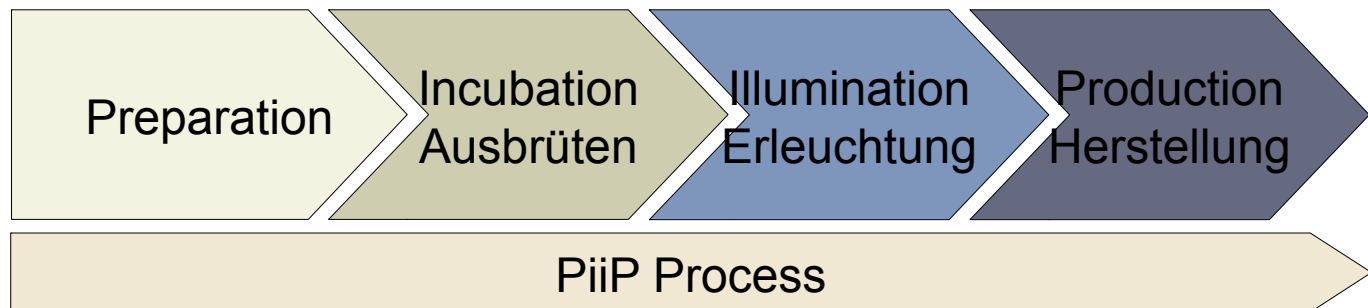 Preparation
Incubation
Ausbrüten
Illumination
Erleuchtung
Production
Herstellung
PiiP Process